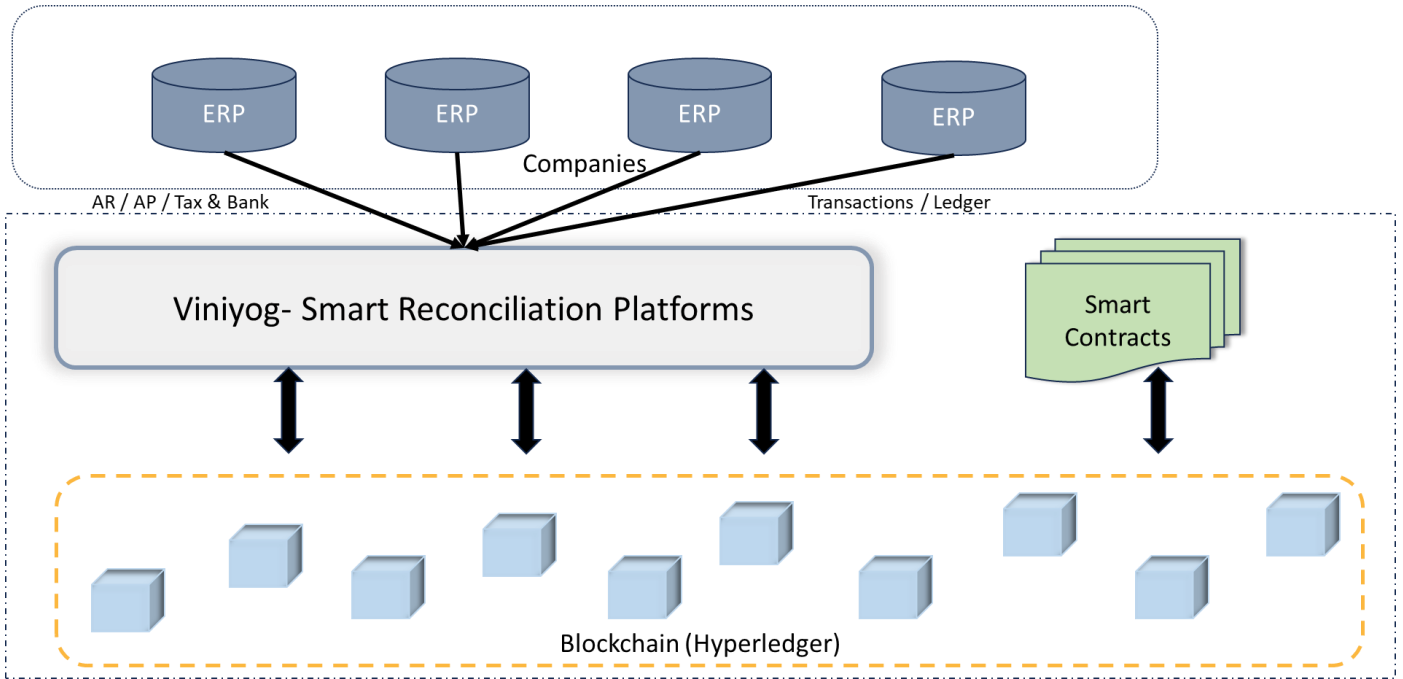 ERP
ERP
ERP
ERP
Companies
AR / AP / Tax & Bank
Transactions / Ledger
Viniyog- Smart Reconciliation Platforms
Smart
Contracts
Blockchain (Hyperledger)